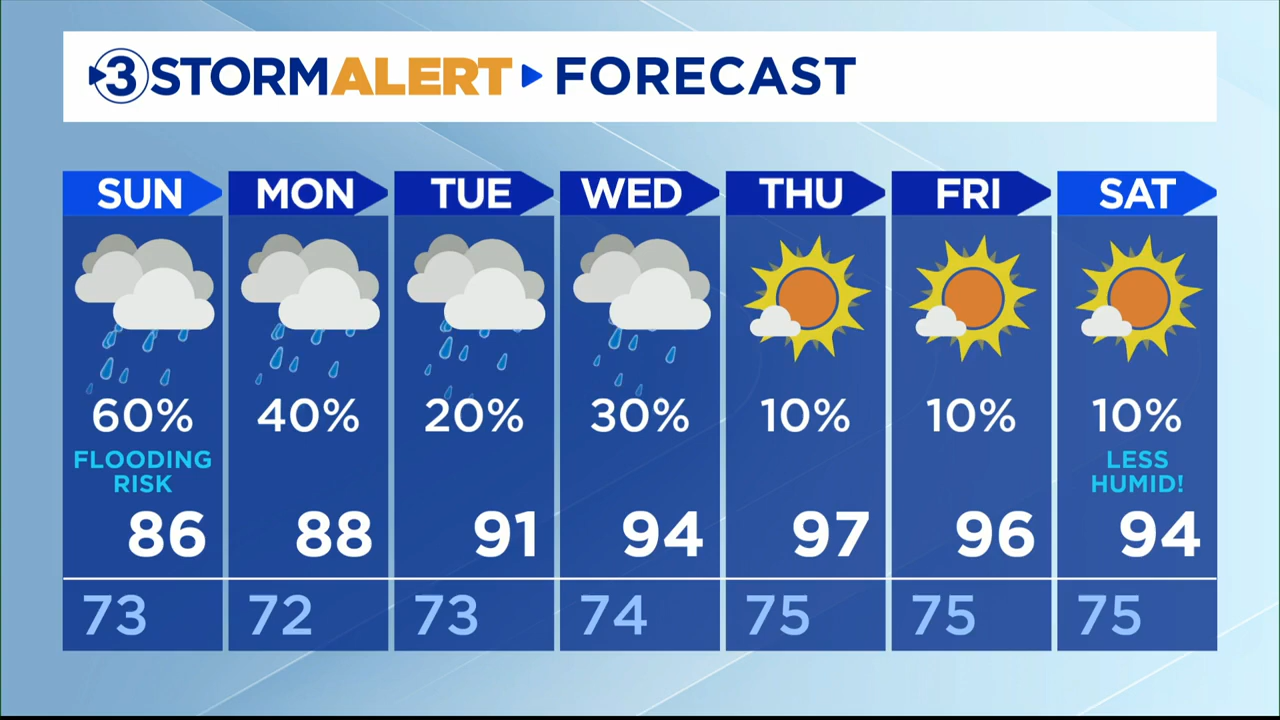 3 STORMALERT FORECAST
SUN MON TUE WED THU FRI SAT
60% 40% 20% 30% 10% 10% 10%
FLOODING LESS
RISK HUMID!
86 88 91 94 97 96 94
73 72 73 74 75 75 75